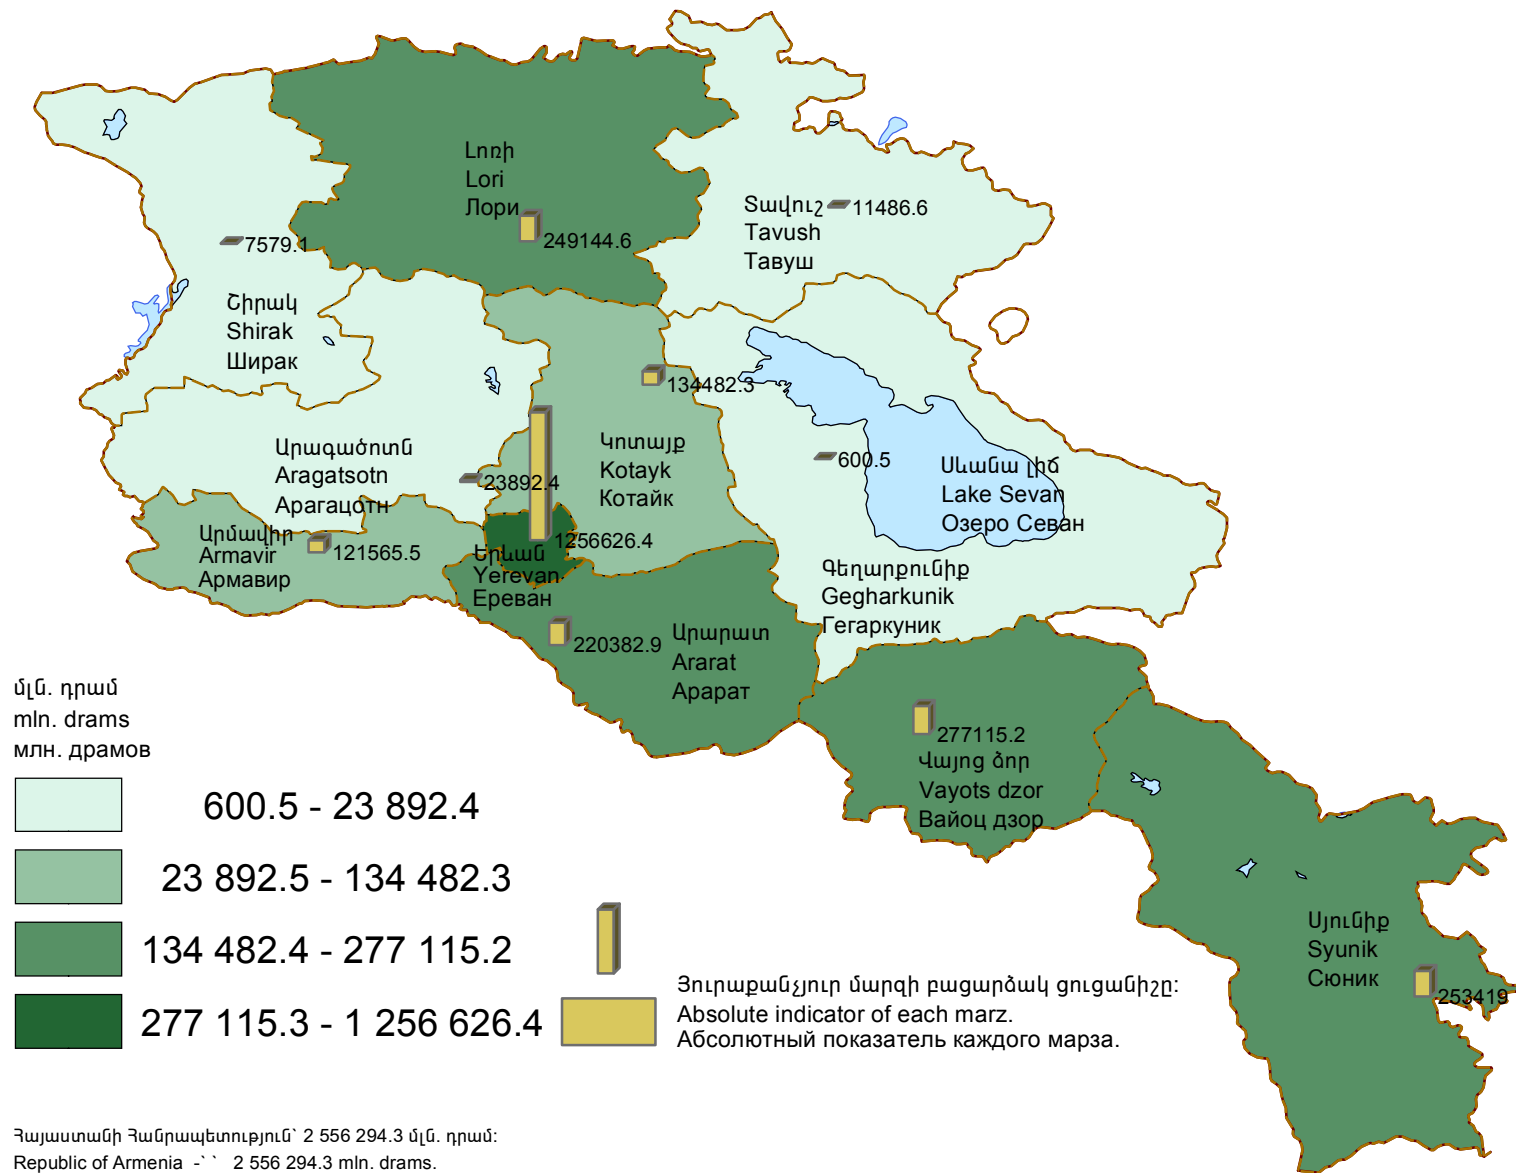 Լոռի
Lori
Лори
249144.6
Տավուշ
Tavush
Тавуш
11486.6
7579.1
Շիրակ
Shirak
Ширак
134482.3
Արագածոտն
Aragatsotn
Арагацотн
23892.4
Կոտայք
Kotayk
Котайк
600.5
Սևանա լիճ
Lake Sevan
Озеро Севан
Արմավիր
Armavir
Армавир
121565.5
1256626.4
Երևան
Yerevan
Ереван
Գեղարքունիք
Gegharkunik
Гегаркуник
220382.9
Արարատ
Ararat
Арарат
277115.2
Վայոց ձոր
Vayots dzor
Вайоц дзор
Սյունիք
Syunik
Сюник
253419
մլն. դրամ
mln. drams
млн. драмов
600.5 - 23 892.4
23 892.5 - 134 482.3
134 482.4 - 277 115.2
277 115.3 - 1 256 626.4
Յուրաքանչյուր մարզի բացարձակ ցուցանիշը:
Absolute indicator of each marz.
Абсолютный показатель каждого марза.
Հայաստանի Հանրապետություն` 2 556 294.3 մլն. դրամ:
Republic of Armenia -`` 2 556 294.3 mln. drams.